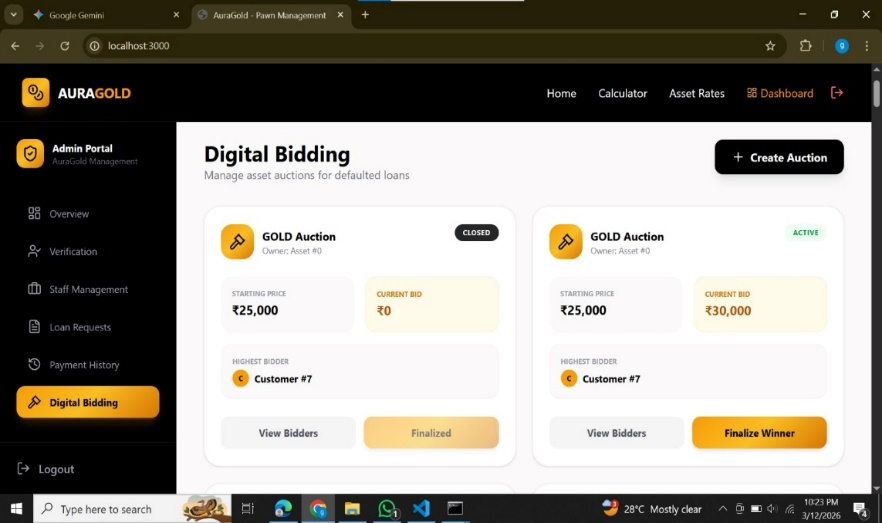 Google Gemini
AuraGold - Pawn Management
localhost:3000
9
AURAGOLD
Home
Calculator
Asset Rates
Dashboard
Admin Portal
AuraGold Management
Overview
Verification
Staff Management
Loan Requests
Payment History
Digital Bidding
Logout
Digital Bidding
Manage asset auctions for defaulted loans
+ Create Auction
GOLD Auction
Owner: Asset #0
CLOSED
STARTING PRICE
₹25,000
CURRENT BID
₹0
HIGHEST BIDDER
C
Customer #7
View Bidders
Finalized
GOLD Auction
Owner: Asset #0
ACTIVE
STARTING PRICE
₹25,000
CURRENT BID
₹30,000
HIGHEST BIDDER
C
Customer #7
View Bidders
Finalize Winner
Type here to search
1
28°C Mostly clear
10:23 PM
3/12/2026
4